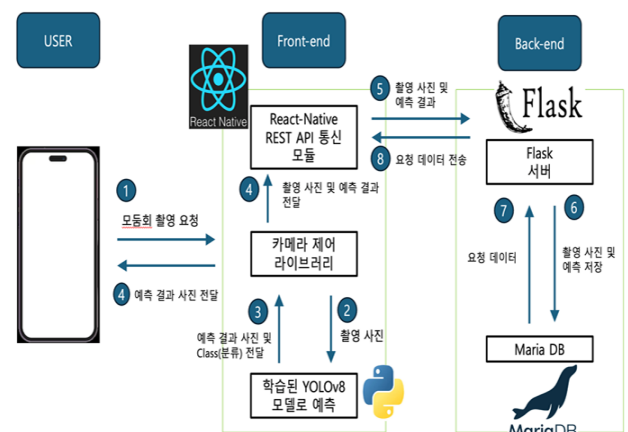 USER
Front-end
Back-end
React Native
React-Native
REST API 통신
모듈
5
촬영 사진 및
예측 결과
Flask
8
요청 데이터 전송
Flask
서버
1
모둠회 촬영 요청
4
촬영 사진 및 예측 결과
전달
7
6
요청 데이터
촬영 사진 및
예측 저장
카메라 제어
라이브러리
4
예측 결과 사진 전달
3
예측 결과 사진 및
Class(분류) 전달
2
촬영 사진
Maria DB
학습된 YOLOv8
모델로 예측
MariaDB